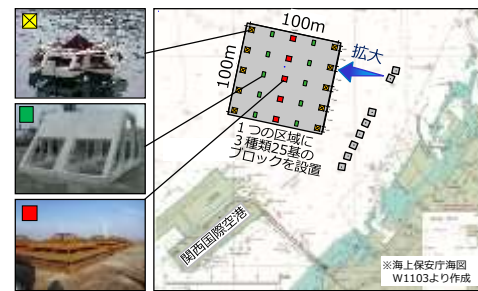 100m
100m
拡大
1つの区域に
3種類25基の
ブロックを設置
関西国際空港
※海上保安庁海図
W1103より作成